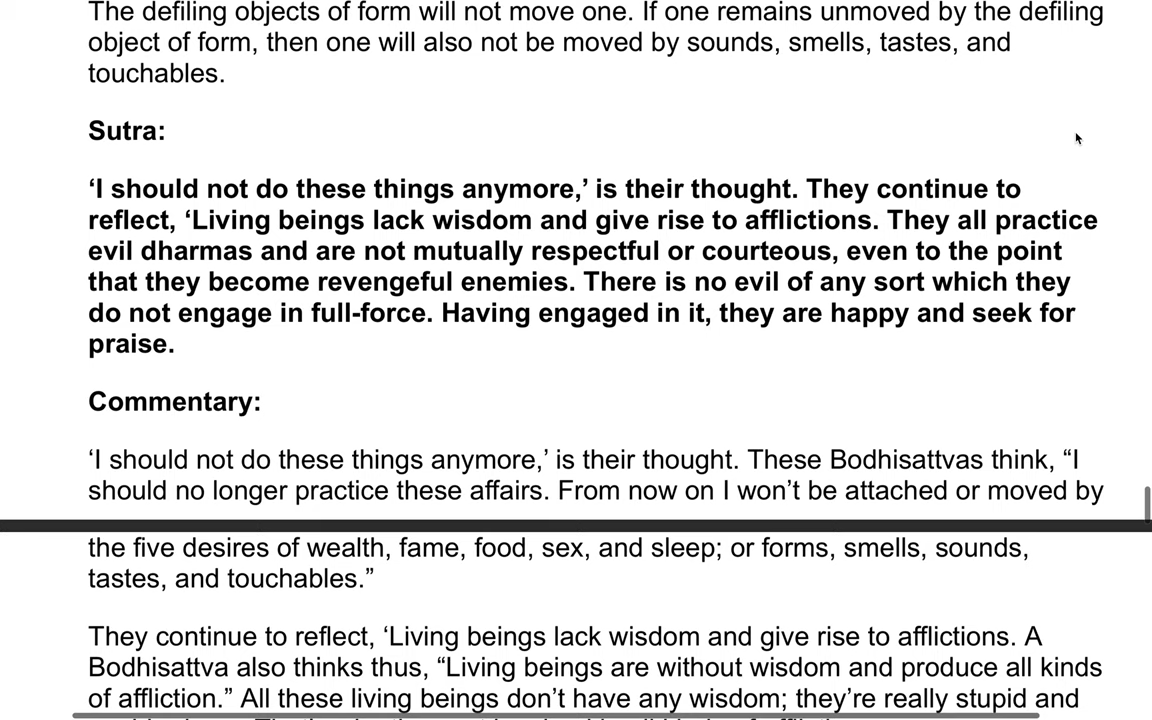 The defiling objects of form will not move one. If one remains unmoved by the defiling
object of form, then one will also not be moved by sounds, smells, tastes, and
touchables.
Sutra:
‘I should not do these things anymore,’ is their thought. They continue to
reflect, ‘Living beings lack wisdom and give rise to afflictions. They all practice
evil dharmas and are not mutually respectful or courteous, even to the point
that they become revengeful enemies. There is no evil of any sort which they
do not engage in full-force. Having engaged in it, they are happy and seek for
praise.
Commentary:
‘I should not do these things anymore,’ is their thought. These Bodhisattvas think, “I
should no longer practice these affairs. From now on I won’t be attached or moved by
the five desires of wealth, fame, food, sex, and sleep; or forms, smells, sounds,
tastes, and touchables.”
They continue to reflect, ‘Living beings lack wisdom and give rise to afflictions. A
Bodhisattva also thinks thus, “Living beings are without wisdom and produce all kinds
of affliction.” All these living beings don’t have any wisdom; they’re really stupid and